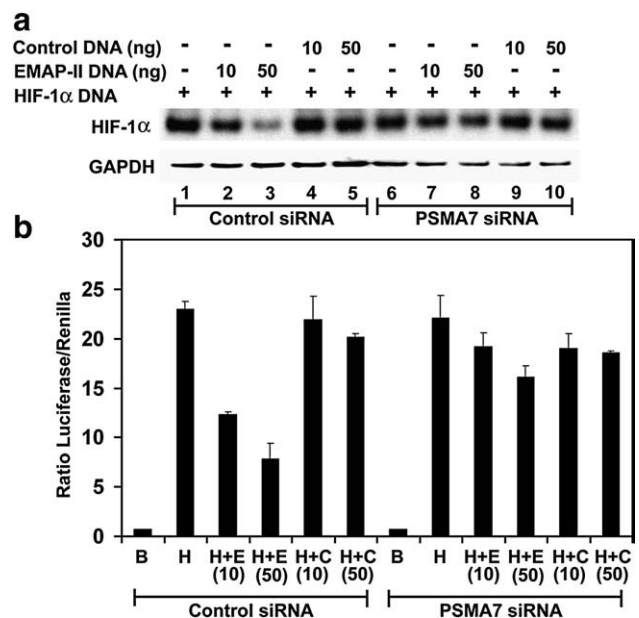 a
Control DNA (ng) - - - 10 50 - - - 10 50
EMAP-II DNA (ng) - 10 50 - - - 10 50 - -
HIF-1α DNA + + + + + + + + + +
HIF-1α
GAPDH
1 2 3 4 5 6 7 8 9 10
Control siRNA PSMA7 siRNA
b
Ratio Luciferase/Renilla
30
25
20
15
10
5
0
B H H+E H+E H+C H+C B H H+E H+E H+C H+C
(10) (50) (10) (50) (10) (50) (10) (50)
Control siRNA PSMA7 siRNA